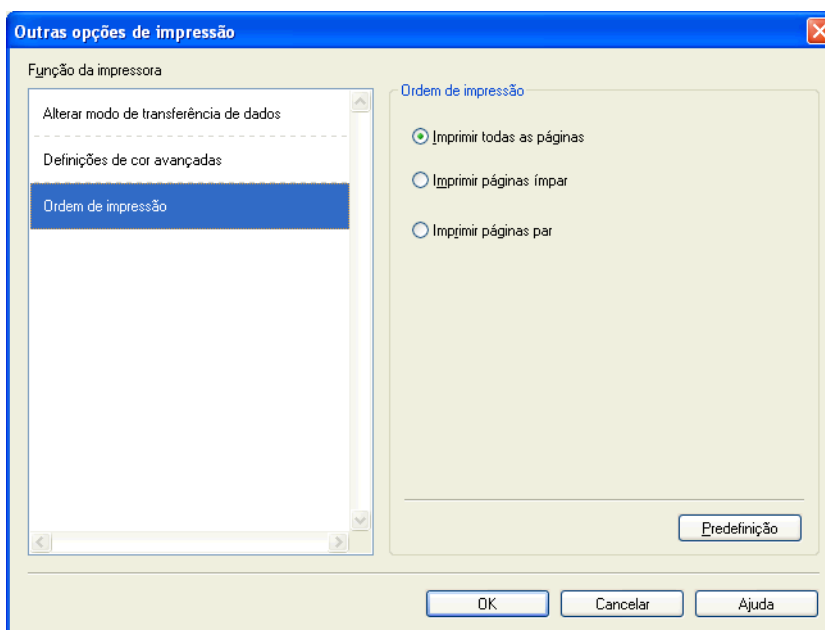 Outras opções de impressão
Função da impressora
Alterar modo de transferência de dados
Definições de cor avançadas
Ordem de impressão
Ordem de impressão
Imprimir todas as páginas
Imprimir páginas ímpar
Imprimir páginas par
Predefinição
OK
Cancelar
Ajuda